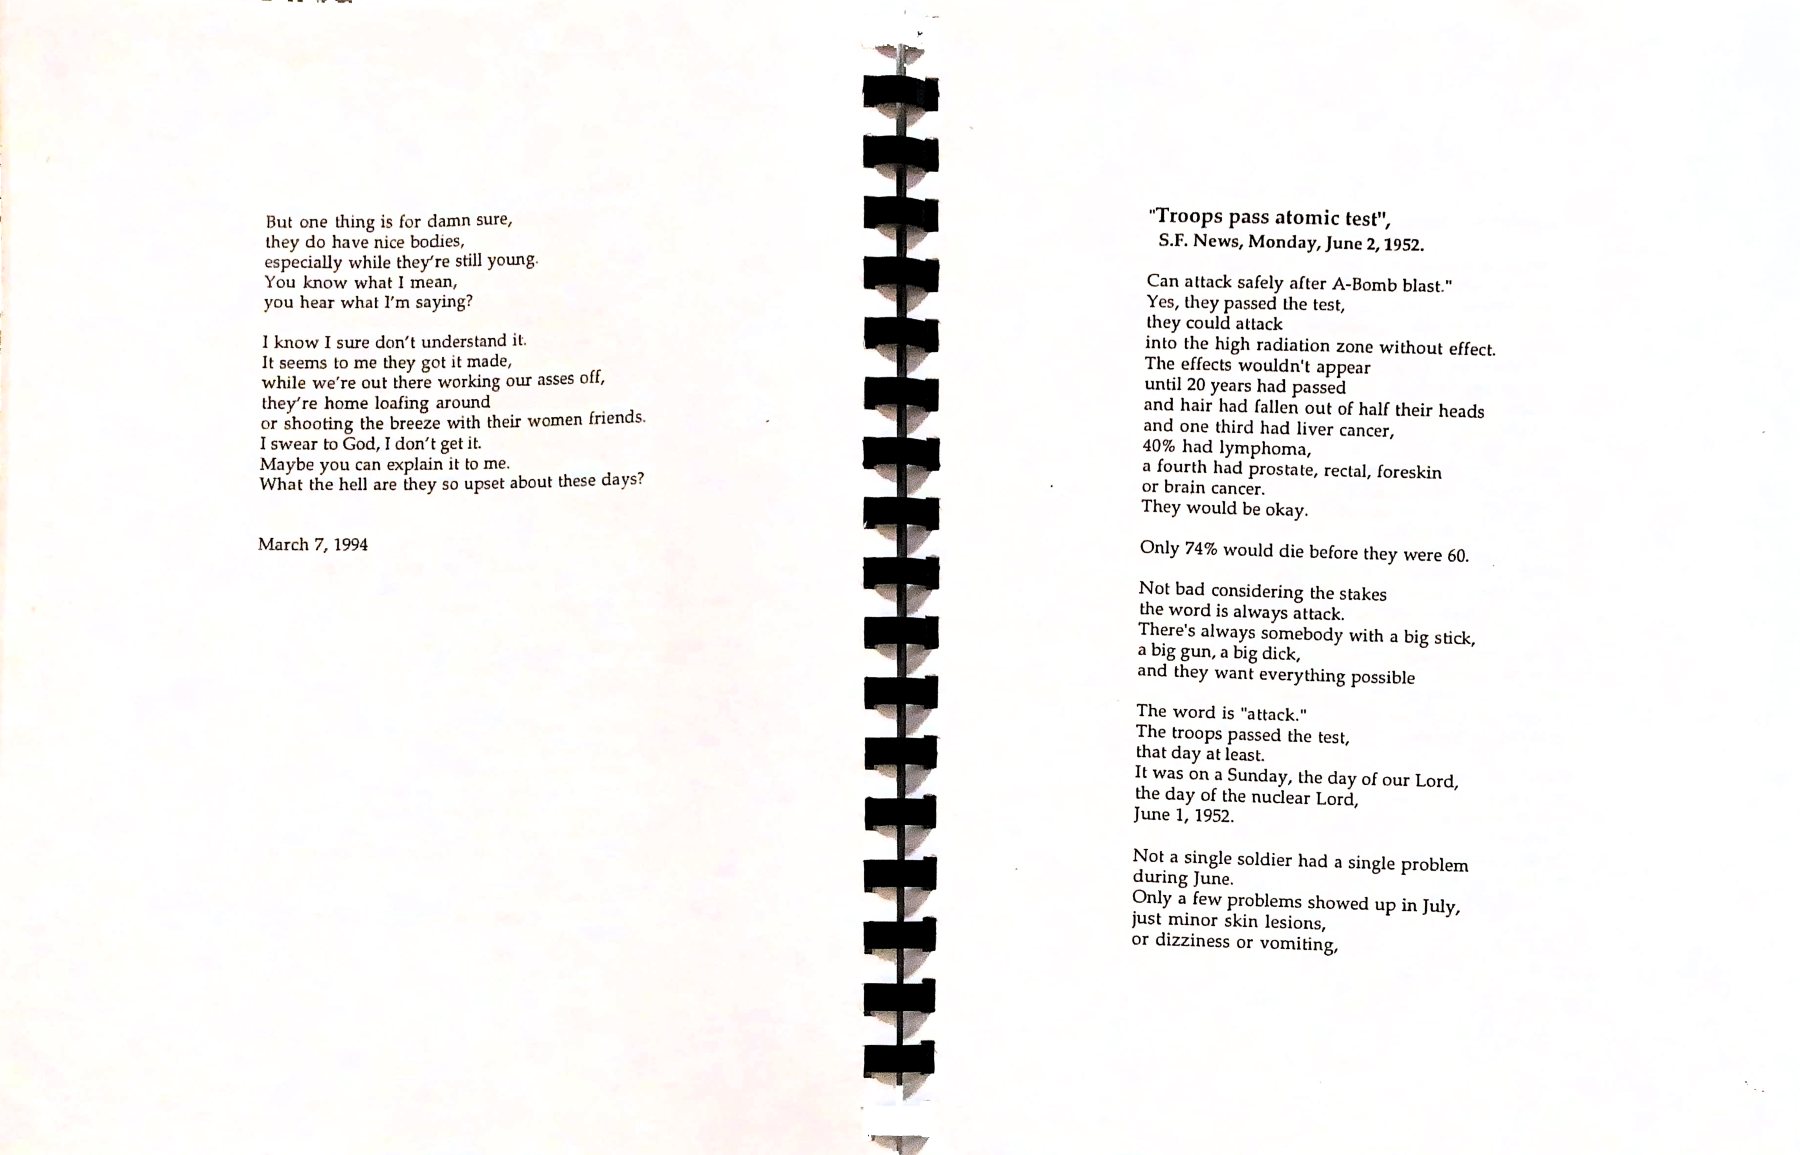 But one thing is for damn sure,
they do have nice bodies,
especially while they're still young.
You know what I mean,
you hear what I'm saying?
I know I sure don't understand it.
It seems to me they got it made,
while we're out there working our asses off,
they're home loafing around
or shooting the breeze with their women friends.
I swear to God, I don't get it.
Maybe you can explain it to me.
What the hell are they so upset about these days?
March 7, 1994
"Troops pass atomic test",
S.F. News, Monday, June 2, 1952.
Can attack safely after A-Bomb blast."
Yes, they passed the test,
they could attack
into the high radiation zone without effect.
The effects wouldn't appear
until 20 years had passed
and hair had fallen out of half their heads
and one third had liver cancer,
40% had lymphoma,
a fourth had prostate, rectal, foreskin
or brain cancer.
They would be okay.
Only 74% would die before they were 60.
Not bad considering the stakes
the word is always attack.
There's always somebody with a big stick,
a big gun, a big dick,
and they want everything possible
The word is "attack."
The troops passed the test,
that day at least.
It was on a Sunday, the day of our Lord,
the day of the nuclear Lord,
June 1, 1952.
Not a single soldier had a single problem
during June.
Only a few problems showed up in July,
just minor skin lesions,
or dizziness or vomiting,